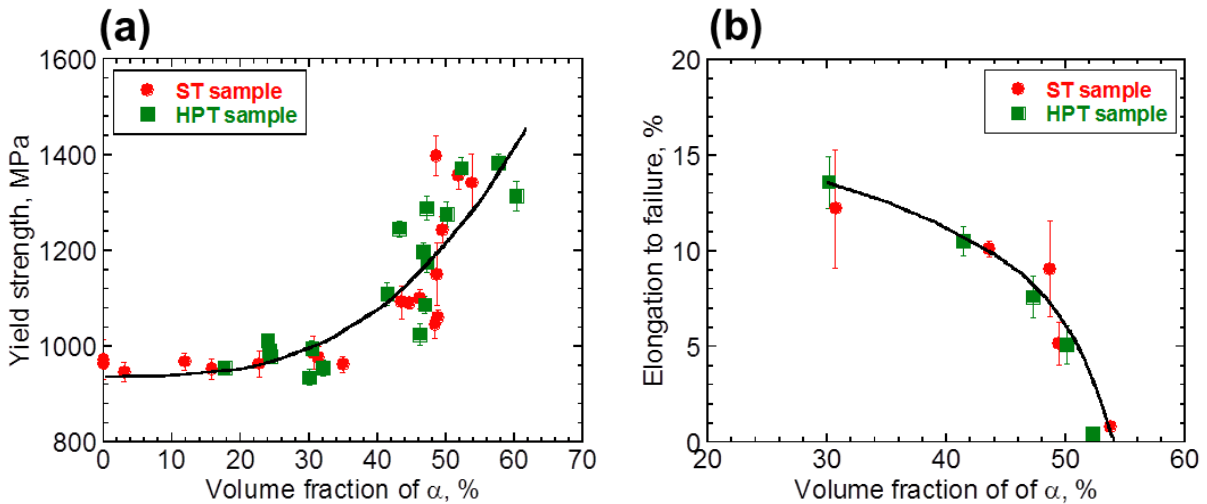 (a)
1600
1400
1200
1000
800
Yield strength, MPa
ST sample
HPT sample
0 10 20 30 40 50 60 70
Volume fraction of α, %
(b)
20
15
10
5
0
Elongation to failure, %
ST sample
HPT sample
20 30 40 50 60
Volume fraction of of α, %